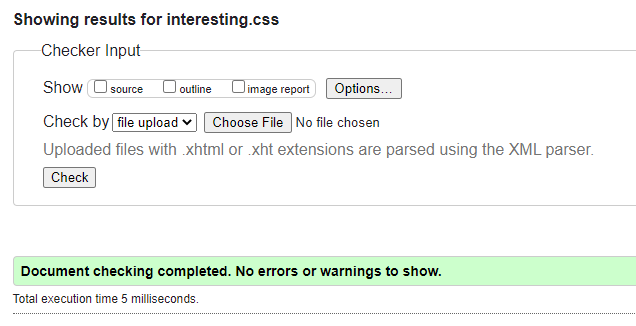 Showing results for interesting.css
Checker Input
Show source outline image report Options...
Check by file upload Choose File No file chosen
Uploaded files with .xhtml or .xht extensions are parsed using the XML parser.
Check
Document checking completed. No errors or warnings to show.
Total execution time 5 milliseconds.